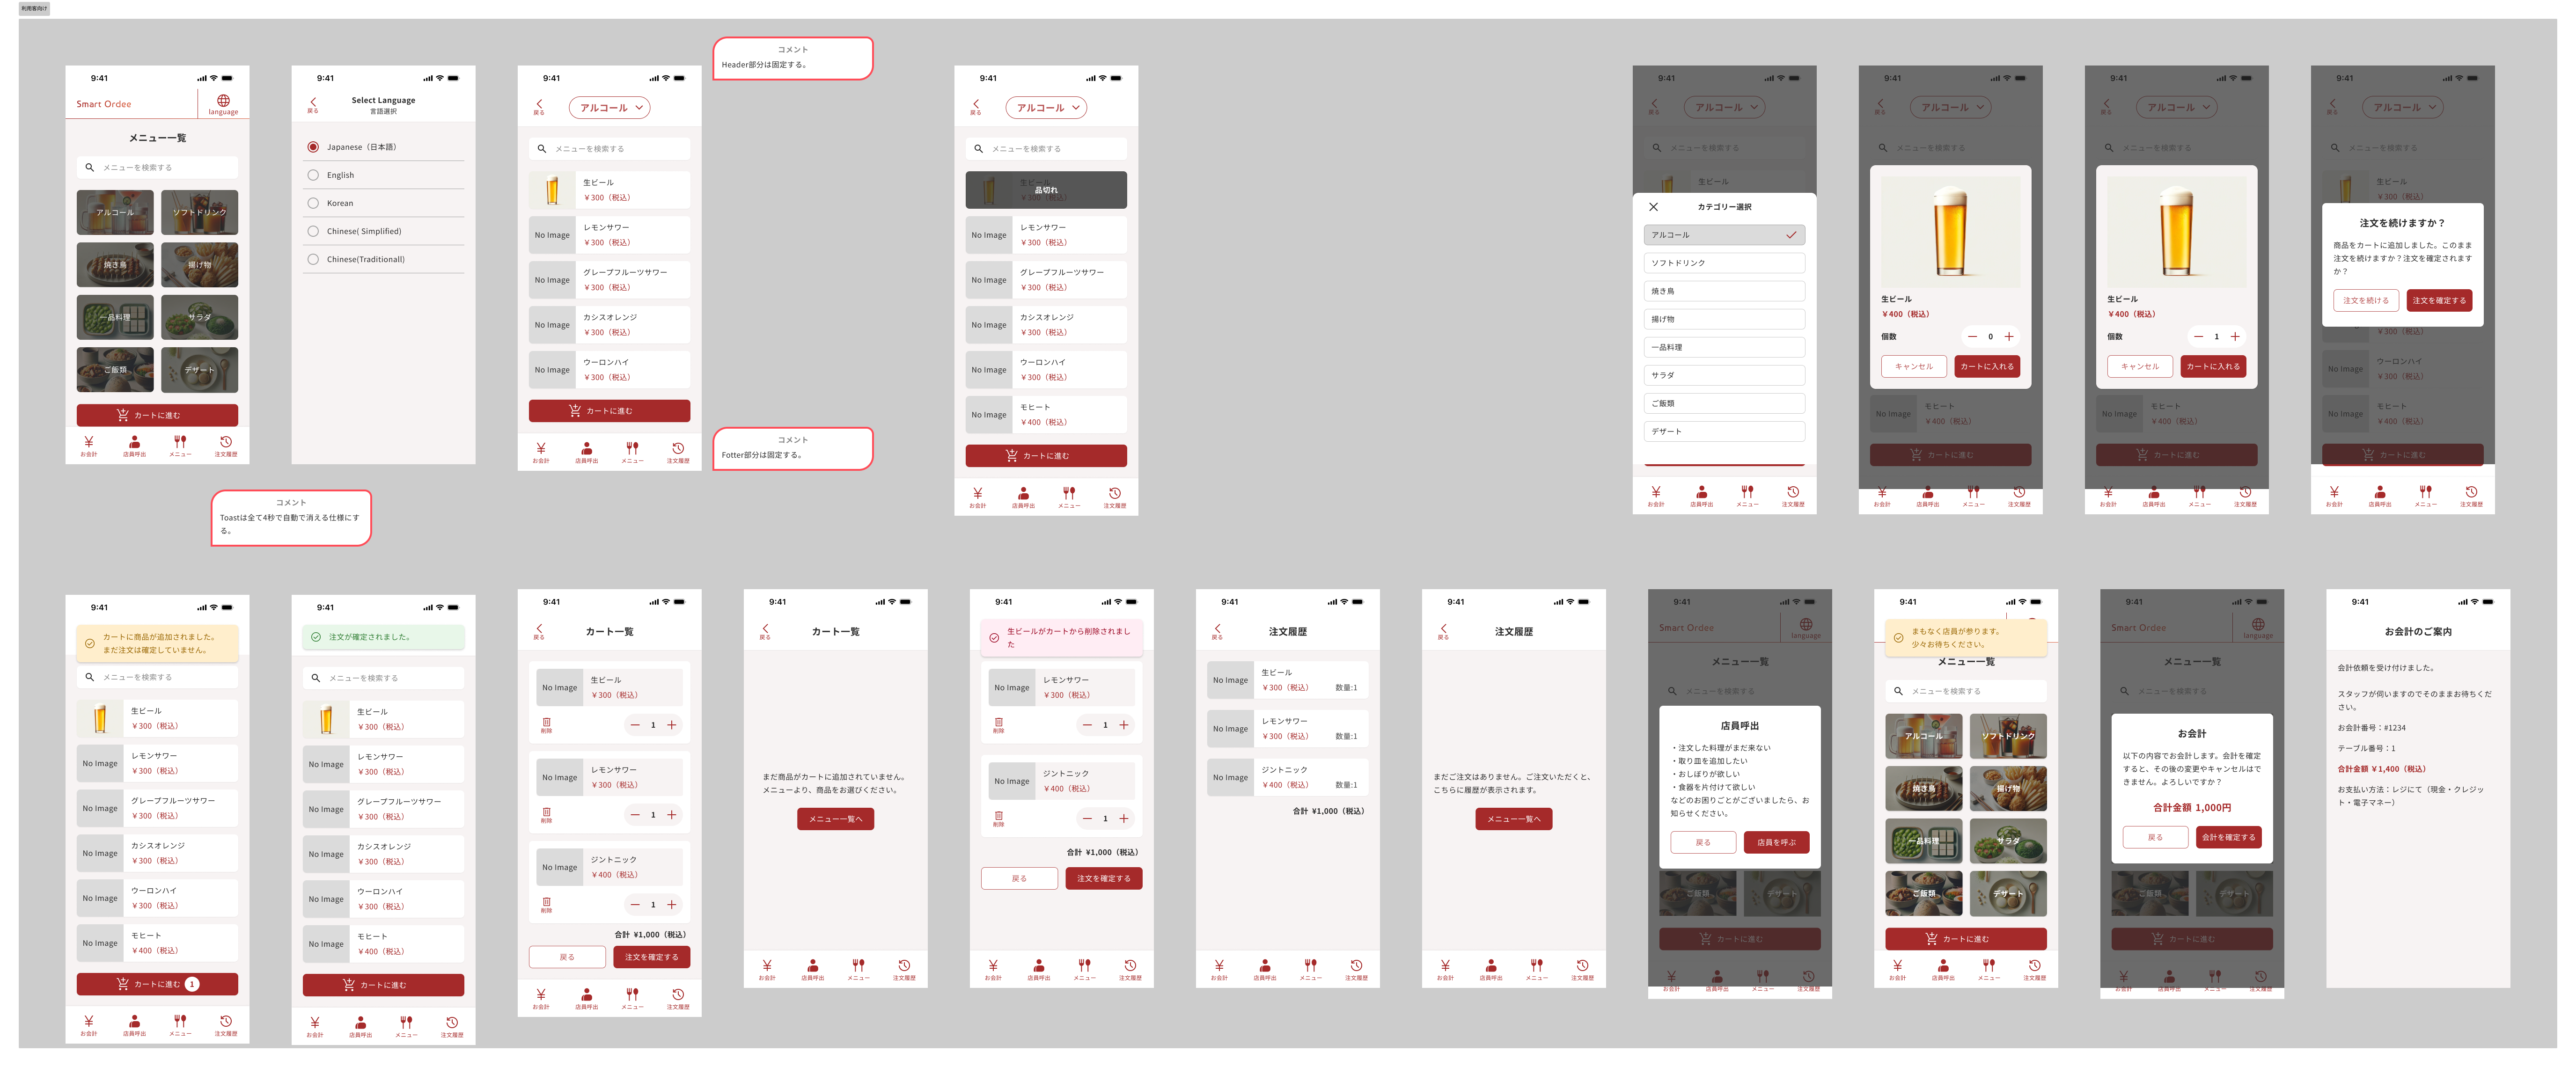 利用客向け
コメント
Header部分は固定する。
9:41
Smart Ordee
language
メニュー一覧
メニューを検索する
アルコール
ソフトドリンク
焼き鳥
揚げ物
一品料理
サラダ
ご飯類
デザート
カートに進む
お会計
店員呼出
メニュー
注文履歴
9:41
戻る
Select Language
言語選択
Japanese（日本語）
English
Korean
Chinese( Simplified)
Chinese(Traditionall)
9:41
戻る
アルコール
メニューを検索する
生ビール
￥300（税込）
No Image
レモンサワー
￥300（税込）
No Image
グレープフルーツサワー
￥300（税込）
No Image
カシスオレンジ
￥300（税込）
No Image
ウーロンハイ
￥300（税込）
カートに進む
お会計
店員呼出
メニュー
注文履歴
コメント
Fotter部分は固定する。
9:41
戻る
アルコール
メニューを検索する
生ビール
￥300（税込）
品切れ
No Image
レモンサワー
￥300（税込）
No Image
グレープフルーツサワー
￥300（税込）
No Image
カシスオレンジ
￥300（税込）
No Image
ウーロンハイ
￥300（税込）
No Image
モヒート
￥400（税込）
カートに進む
お会計
店員呼出
メニュー
注文履歴
9:41
戻る
アルコール
メニューを検索する
生ビール
カテゴリー選択
アルコール
ソフトドリンク
焼き鳥
揚げ物
一品料理
サラダ
ご飯類
デザート
お会計
店員呼出
メニュー
注文履歴
9:41
戻る
アルコール
メニューを検索する
生ビール
￥400（税込）
個数
0
キャンセル
カートに入れる
No Image
モヒート
￥400（税込）
カートに進む
お会計
店員呼出
メニュー
注文履歴
9:41
戻る
アルコール
メニューを検索する
生ビール
￥400（税込）
個数
1
キャンセル
カートに入れる
No Image
モヒート
￥400（税込）
カートに進む
お会計
店員呼出
メニュー
注文履歴
9:41
戻る
アルコール
メニューを検索する
生ビール
￥300（税込）
注文を続けますか？
商品をカートに追加しました。このまま
注文を続けますか？注文を確定されます
か？
注文を続ける
注文を確定する
￥300（税込）
No Image
ウーロンハイ
￥300（税込）
No Image
モヒート
￥400（税込）
カートに進む
お会計
店員呼出
メニュー
注文履歴
コメント
Toastは全て4秒で自動で消える仕様にす
る。
9:41
カートに商品が追加されました。
まだ注文は確定していません。
メニューを検索する
生ビール
￥300（税込）
No Image
レモンサワー
￥300（税込）
No Image
グレープフルーツサワー
￥300（税込）
No Image
カシスオレンジ
￥300（税込）
No Image
ウーロンハイ
￥300（税込）
No Image
モヒート
￥400（税込）
カートに進む
1
お会計
店員呼出
メニュー
注文履歴
9:41
注文が確定されました。
メニューを検索する
生ビール
￥300（税込）
No Image
レモンサワー
￥300（税込）
No Image
グレープフルーツサワー
￥300（税込）
No Image
カシスオレンジ
￥300（税込）
No Image
ウーロンハイ
￥300（税込）
No Image
モヒート
￥400（税込）
カートに進む
お会計
店員呼出
メニュー
注文履歴
9:41
戻る
カート一覧
No Image
生ビール
￥300（税込）
削除
1
No Image
レモンサワー
￥300（税込）
削除
1
No Image
ジントニック
￥400（税込）
削除
1
合計 ¥1,000（税込）
戻る
注文を確定する
お会計
店員呼出
メニュー
注文履歴
9:41
戻る
カート一覧
まだ商品がカートに追加されていません。
メニューより、商品をお選びください。
メニュー一覧へ
お会計
店員呼出
メニュー
注文履歴
9:41
生ビールがカートから削除されまし
た
No Image
レモンサワー
￥300（税込）
削除
1
No Image
ジントニック
￥400（税込）
削除
1
合計 ¥1,000（税込）
戻る
注文を確定する
お会計
店員呼出
メニュー
注文履歴
9:41
戻る
注文履歴
No Image
生ビール
￥300（税込）
数量:1
No Image
レモンサワー
￥300（税込）
数量:1
No Image
ジントニック
￥400（税込）
数量:1
合計 ¥1,000（税込）
お会計
店員呼出
メニュー
注文履歴
9:41
戻る
注文履歴
まだご注文はありません。ご注文いただくと、
こちらに履歴が表示されます。
メニュー一覧へ
お会計
店員呼出
メニュー
注文履歴
9:41
Smart Ordee
language
メニュー一覧
メニューを検索する
店員呼出
・注文した料理がまだ来ない
・取り皿を追加したい
・おしぼりが欲しい
・食器を片付けて欲しい
などのお困りごとがございましたら、お
知らせください。
戻る
店員を呼ぶ
ご飯類
デザート
カートに進む
お会計
店員呼出
メニュー
注文履歴
9:41
まもなく店員が参ります。
少々お待ちください。
メニュー一覧
メニューを検索する
アルコール
ソフトドリンク
焼き鳥
揚げ物
一品料理
サラダ
ご飯類
デザート
カートに進む
お会計
店員呼出
メニュー
注文履歴
9:41
Smart Ordee
language
メニュー一覧
メニューを検索する
お会計
以下の内容でお会計します。会計を確定
すると、その後の変更やキャンセルはで
きません。よろしいですか？
合計金額 1,000円
戻る
会計を確定する
ご飯類
デザート
カートに進む
お会計
店員呼出
メニュー
注文履歴
9:41
お会計のご案内
会計依頼を受け付けました。
スタッフが伺いますのでそのままお待ちくだ
さい。
お会計番号：#1234
テーブル番号：1
合計金額 ￥1,400（税込）
お支払い方法：レジにて（現金・クレジッ
ト・電子マネー）